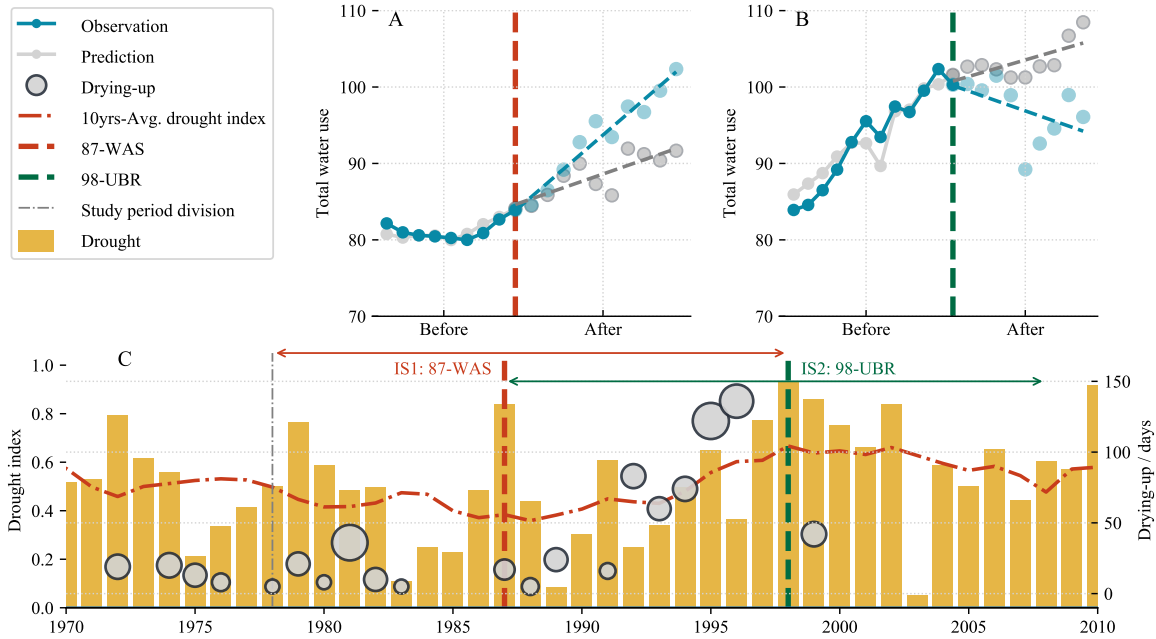 Observation
Prediction
Drying-up
10yrs-Avg. drought index
87-WAS
98-UBR
Study period division
Drought
A
110
100
90
80
70
Total water use
Before
After
B
110
100
90
80
70
Total water use
Before
After
C
IS1: 87-WAS
IS2: 98-UBR
1.0
0.8
0.6
0.4
0.2
0.0
Drought index
150
100
50
0
Drying-up / days
1970
1975
1980
1985
1990
1995
2000
2005
2010